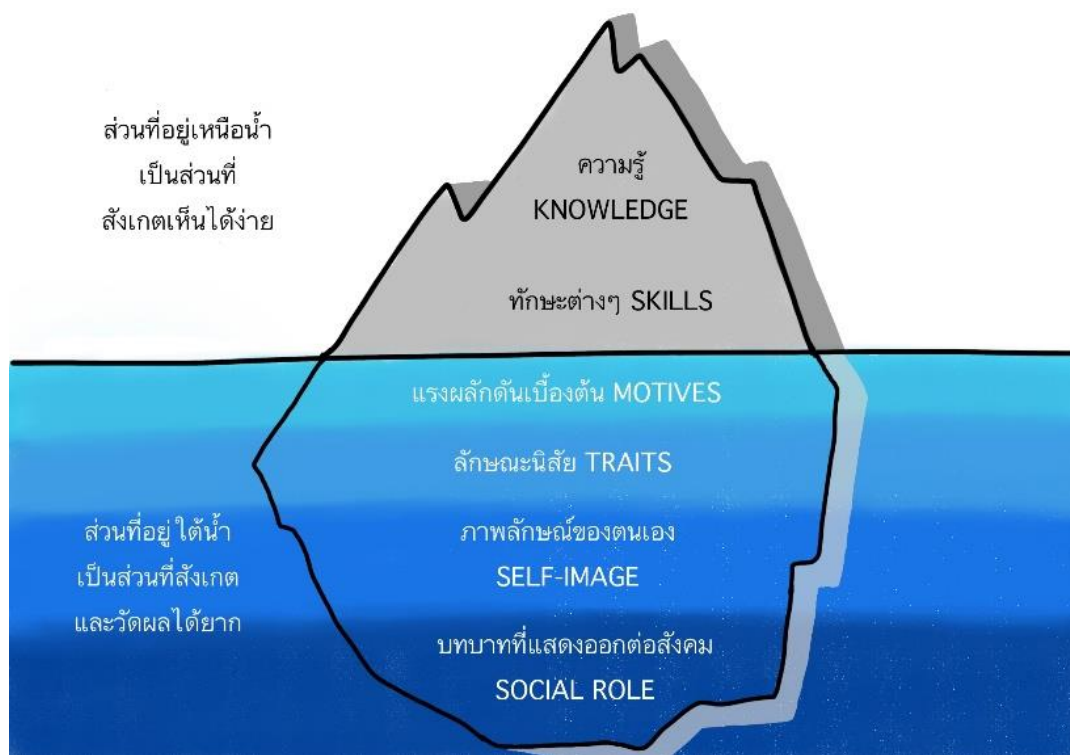 ส่วนที่อยู่เหนือน้ำ
เป็นส่วนที่
สังเกตเห็นได้ง่าย
ความรู้
KNOWLEDGE
ทักษะต่างๆ SKILLS
แรงผลักดันเบื้องต้น MOTIVES
ลักษณะนิสัย TRAITS
ส่วนที่อยู่ใต้น้ำ
เป็นส่วนที่สังเกต
และวัดผลได้ยาก
ภาพลักษณ์ของตนเอง
SELF-IMAGE
บทบาทที่แสดงออกต่อสังคม
SOCIAL ROLE